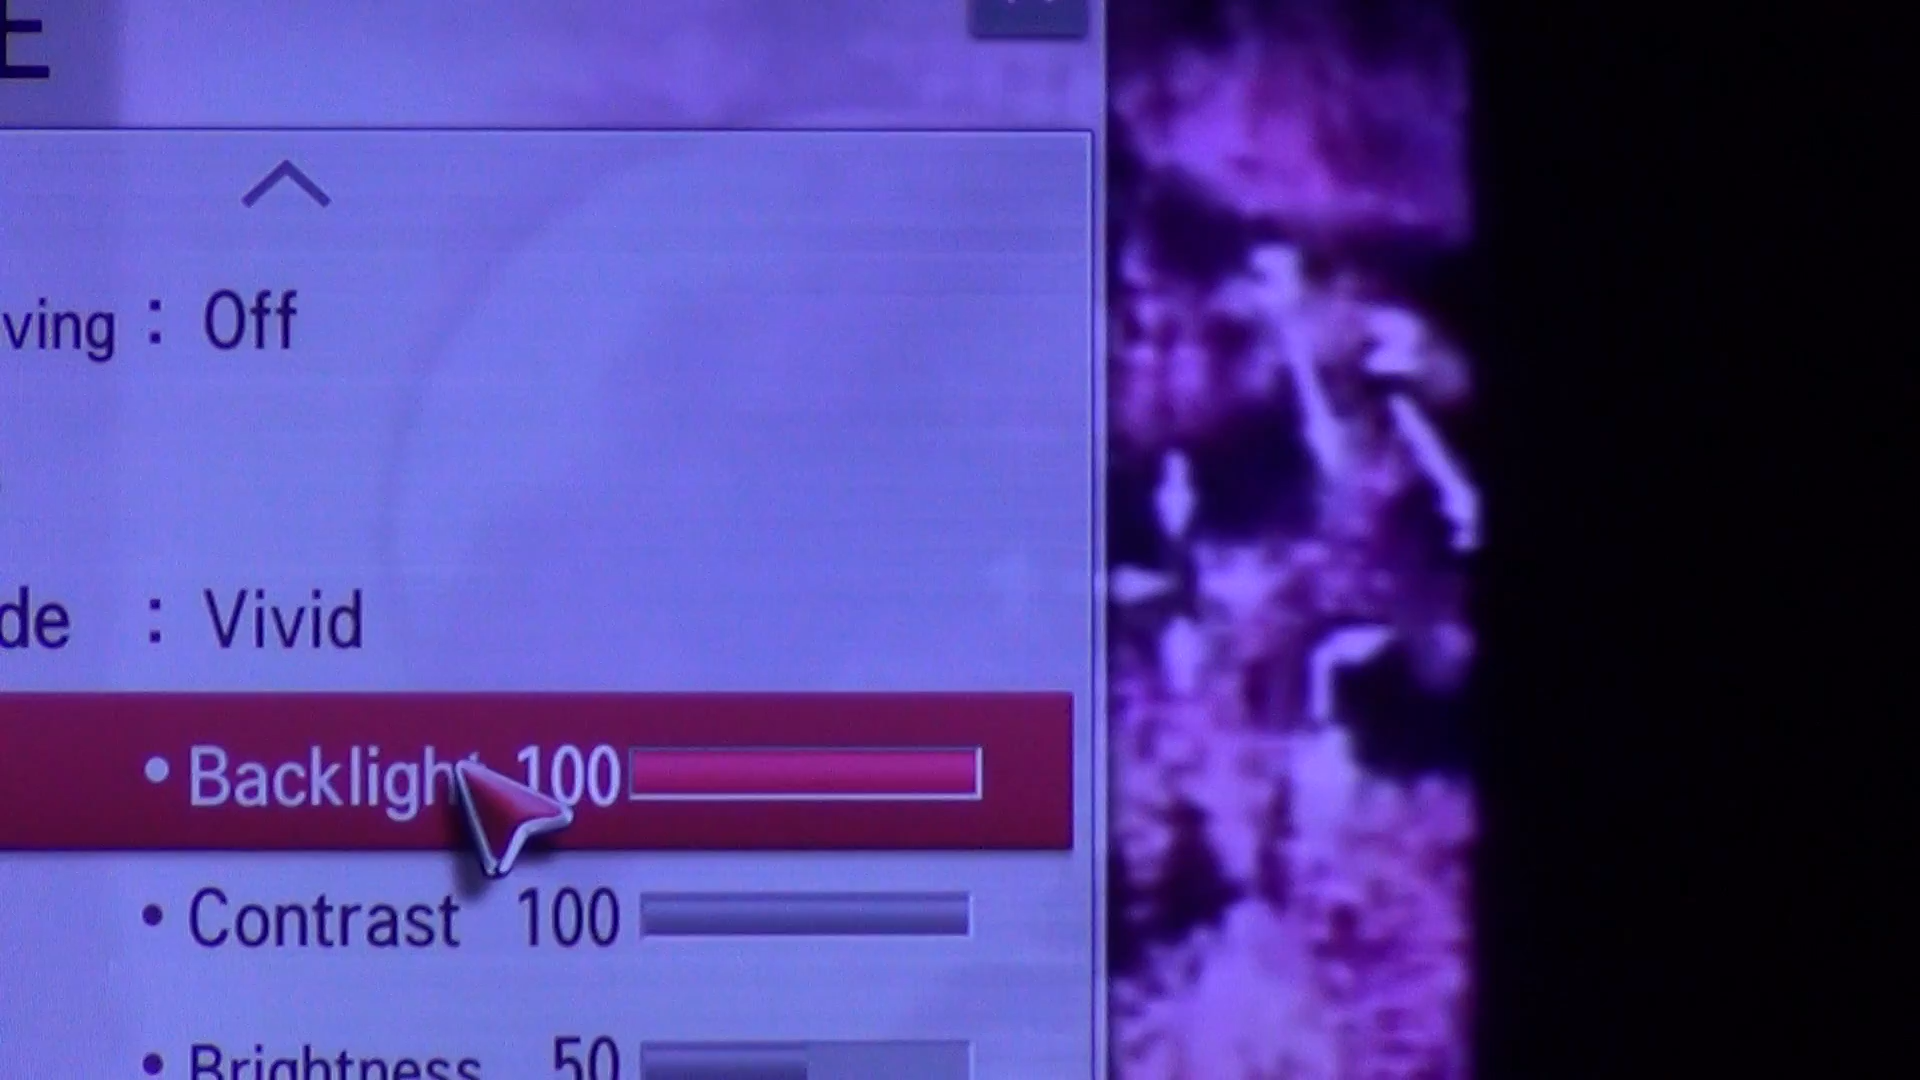 ving : Off
de : Vivid
• Backlight 100
• Contrast 100
• Brightness 50